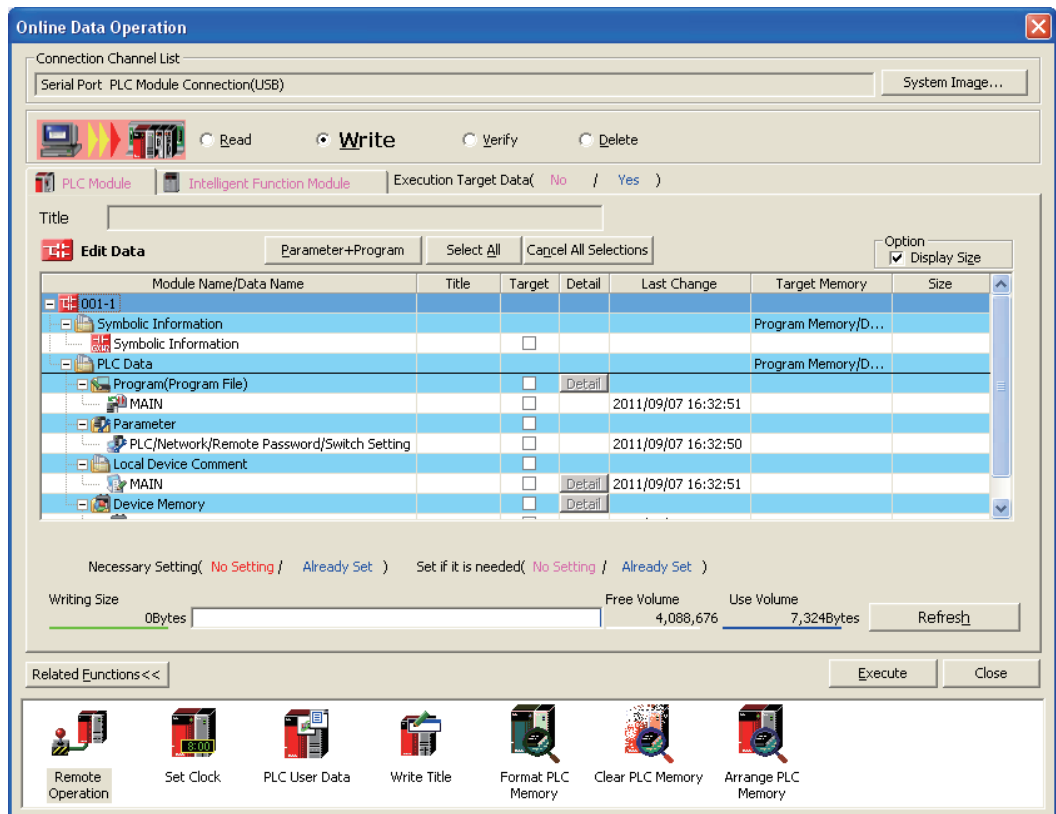 Online Data Operation
Connection Channel List
Serial Port PLC Module Connection(USB)
System Image...
Read
Write
Verify
Delete
PLC Module
Intelligent Function Module
Execution Target Data( No / Yes )
Title
Edit Data
Parameter+Program
Select All
Cancel All Selections
Option
Display Size
Module Name/Data Name Title Target Detail Last Change Target Memory Size
001-1
Symbolic Information Program Memory/D...
Symbolic Information
PLC Data Program Memory/D...
Program(Program File) Detail
MAIN 2011/09/07 16:32:51
Parameter
PLC/Network/Remote Password/Switch Setting 2011/09/07 16:32:50
Local Device Comment
MAIN Detail 2011/09/07 16:32:51
Device Memory Detail
Necessary Setting( No Setting / Already Set ) Set if it is needed( No Setting / Already Set )
Writing Size Free Volume Use Volume
0Bytes 4,088,676 7,324Bytes
Refresh
Related Functions<<
Execute
Close
8:00
Remote
Operation
Set Clock
PLC User Data
Write Title
Format PLC
Memory
Clear PLC Memory
Arrange PLC
Memory